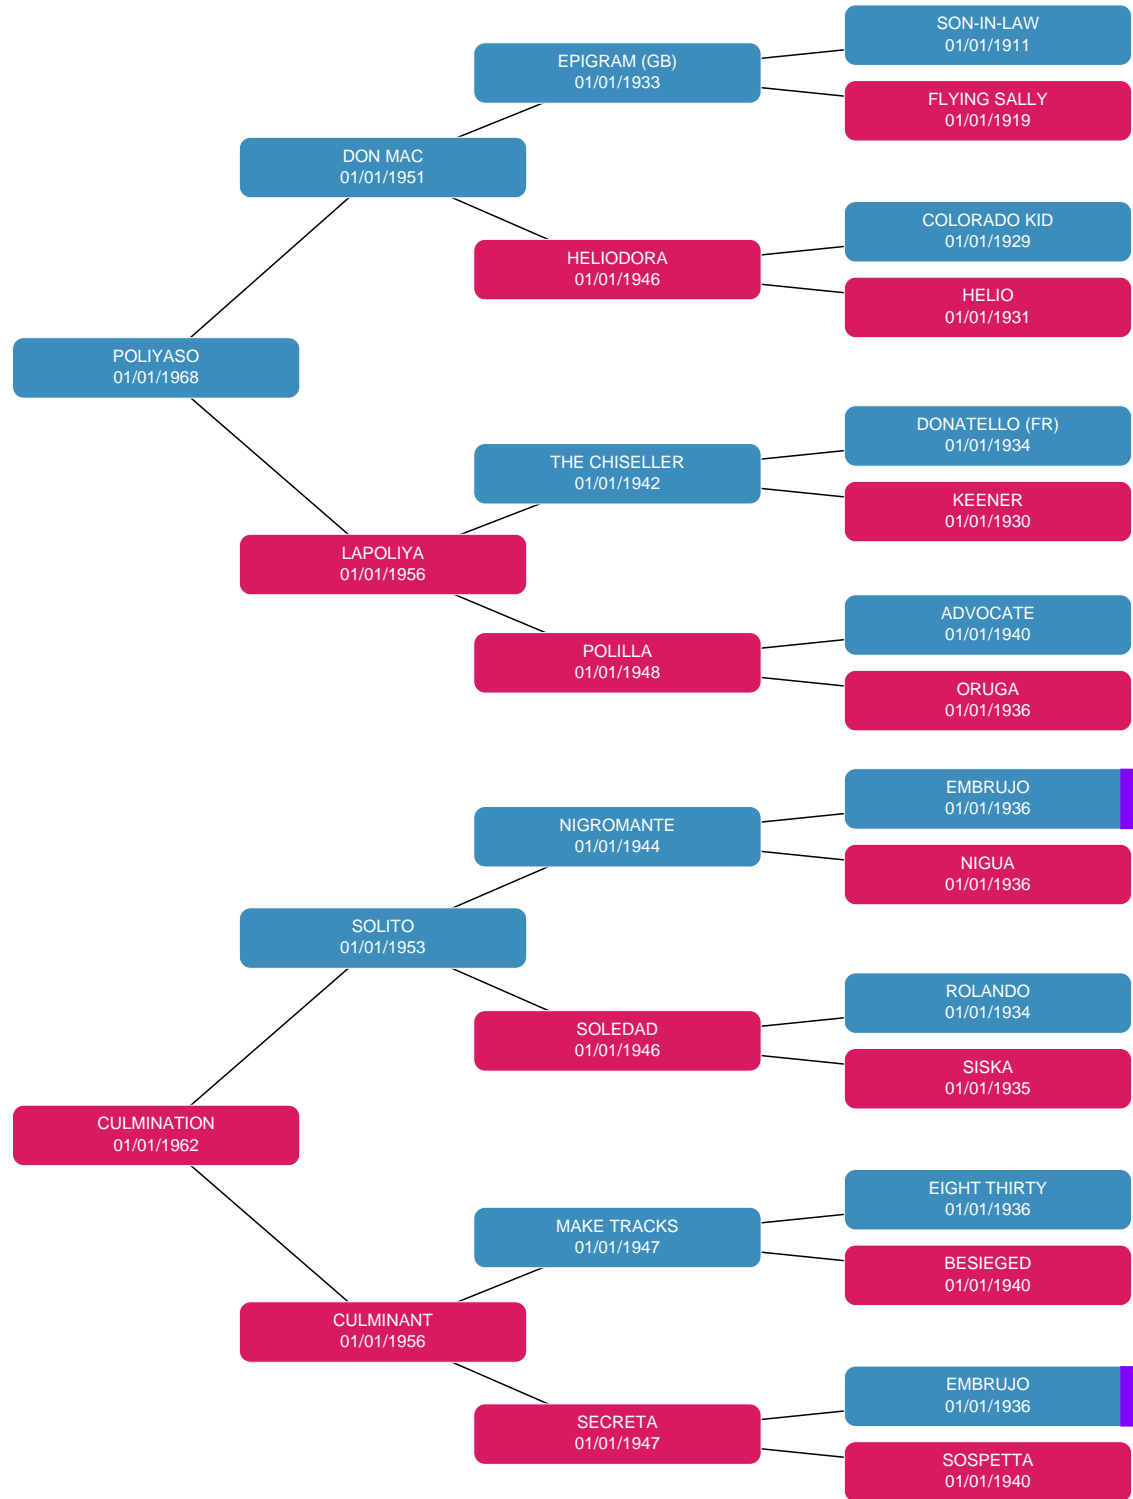 SON-IN-LAW
01/01/1911
EPIGRAM (GB)
01/01/1933
FLYING SALLY
01/01/1919
DON MAC
01/01/1951
COLORADO KID
01/01/1929
HELIODORA
01/01/1946
HELIO
01/01/1931
POLIYASO
01/01/1968
DONATELLO (FR)
01/01/1934
THE CHISELLER
01/01/1942
KEENER
01/01/1930
LAPOLIYA
01/01/1956
ADVOCATE
01/01/1940
POLILLA
01/01/1948
ORUGA
01/01/1936
EMBRUJO
01/01/1936
NIGROMANTE
01/01/1944
NIGUA
01/01/1936
SOLITO
01/01/1953
ROLANDO
01/01/1934
SOLEDAD
01/01/1946
SISKA
01/01/1935
CULMINATION
01/01/1962
EIGHT THIRTY
01/01/1936
MAKE TRACKS
01/01/1947
BESIEGED
01/01/1940
CULMINANT
01/01/1956
EMBRUJO
01/01/1936
SECRETA
01/01/1947
SOSPETTA
01/01/1940